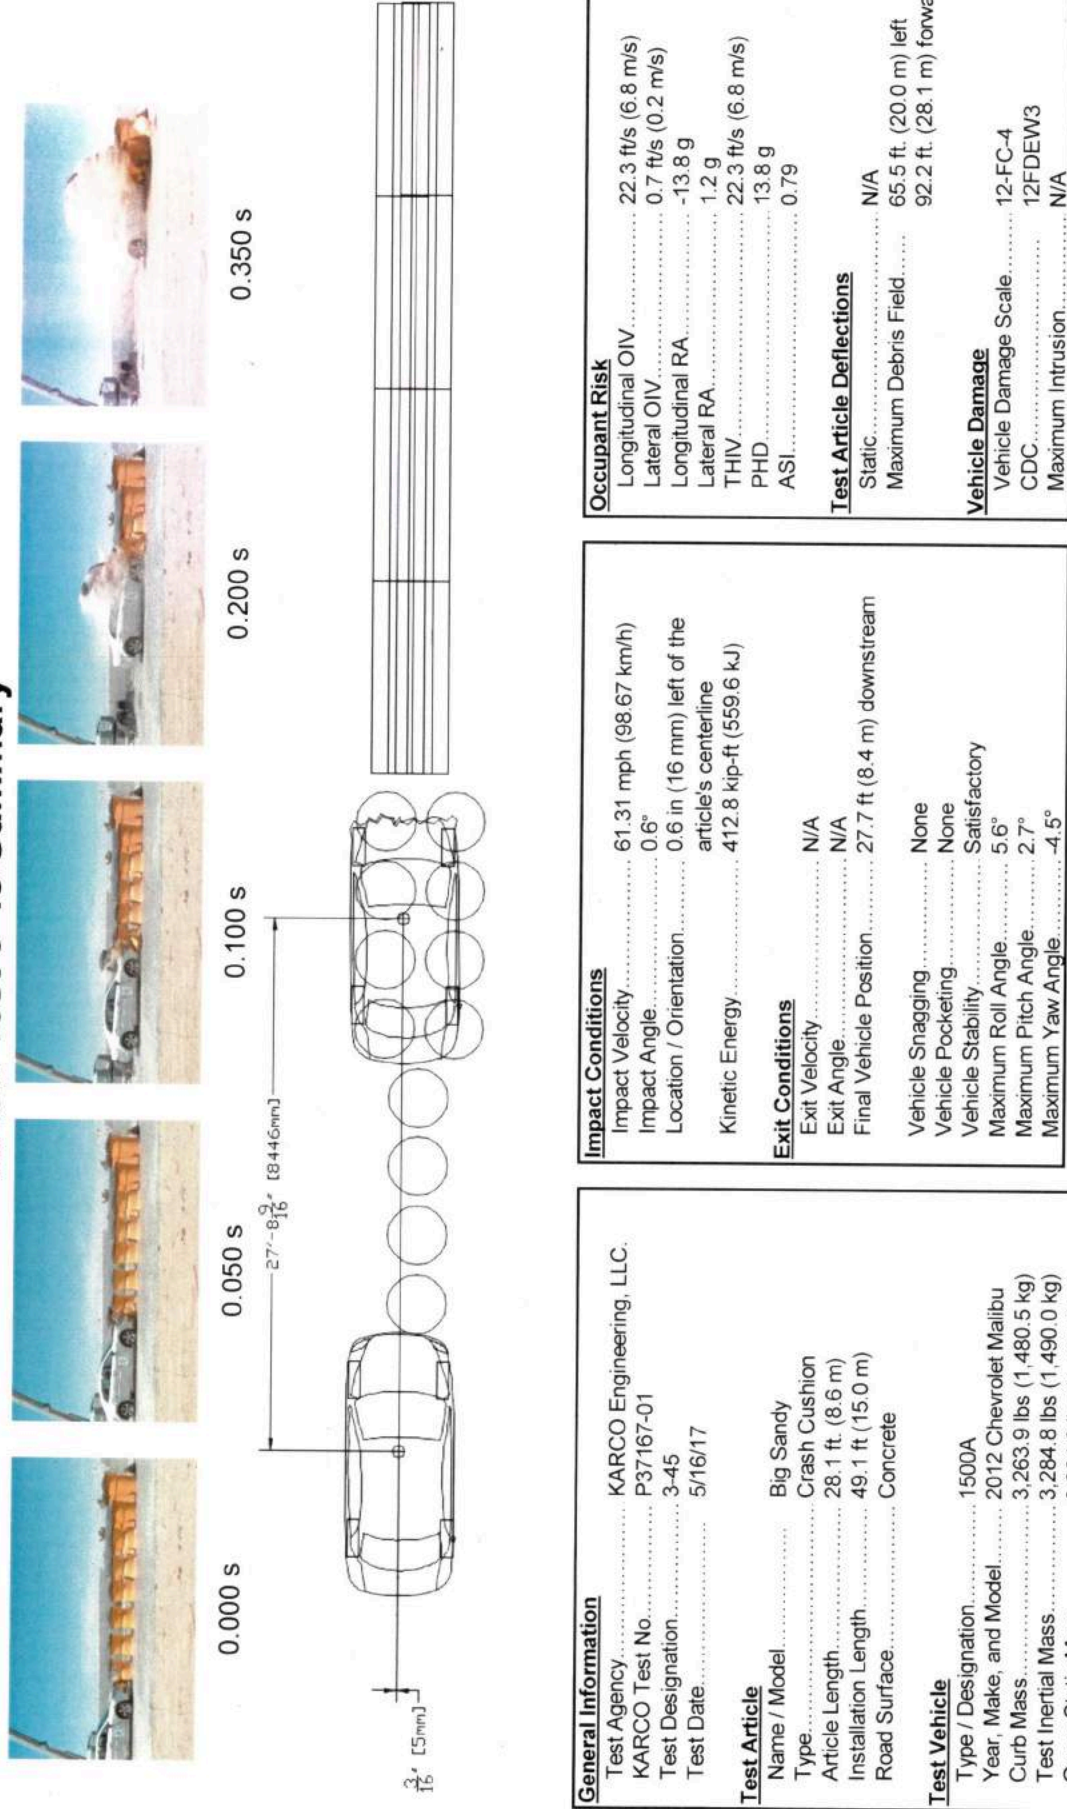 Summary
0.000 s
0.050 s
0.100 s
0.200 s
0.350 s
27'-8 9/16" [8446mm]
3/16" [5mm]
General Information
Test Agency KARCO Engineering, LLC.
KARCO Test No. P37167-01
Test Designation 3-45
Test Date 5/16/17
Test Article
Name / Model Big Sandy
Type Crash Cushion
Article Length 28.1 ft. (8.6 m)
Installation Length 49.1 ft (15.0 m)
Road Surface Concrete
Test Vehicle
Type / Designation 1500A
Year, Make, and Model 2012 Chevrolet Malibu
Curb Mass 3,263.9 lbs (1,480.5 kg)
Test Inertial Mass 3,284.8 lbs (1,490.0 kg)
Impact Conditions
Impact Velocity 61.31 mph (98.67 km/h)
Impact Angle 0.6°
Location / Orientation 0.6 in (16 mm) left of the
article's centerline
Kinetic Energy 412.8 kip-ft (559.6 kJ)
Exit Conditions
Exit Velocity N/A
Exit Angle N/A
Final Vehicle Position 27.7 ft (8.4 m) downstream
Vehicle Snagging None
Vehicle Pocketing None
Vehicle Stability Satisfactory
Maximum Roll Angle 5.6°
Maximum Pitch Angle 2.7°
Maximum Yaw Angle -4.5°
Occupant Risk
Longitudinal OIV 22.3 ft/s (6.8 m/s)
Lateral OIV 0.7 ft/s (0.2 m/s)
Longitudinal RA -13.8 g
Lateral RA 1.2 g
THIV 22.3 ft/s (6.8 m/s)
PHD 13.8 g
ASI 0.79
Test Article Deflections
Static N/A
Maximum Debris Field 65.5 ft. (20.0 m) left
92.2 ft. (28.1 m) forwa
Vehicle Damage
Vehicle Damage Scale 12-FC-4
CDC 12FDEW3
Maximum Intrusion N/A